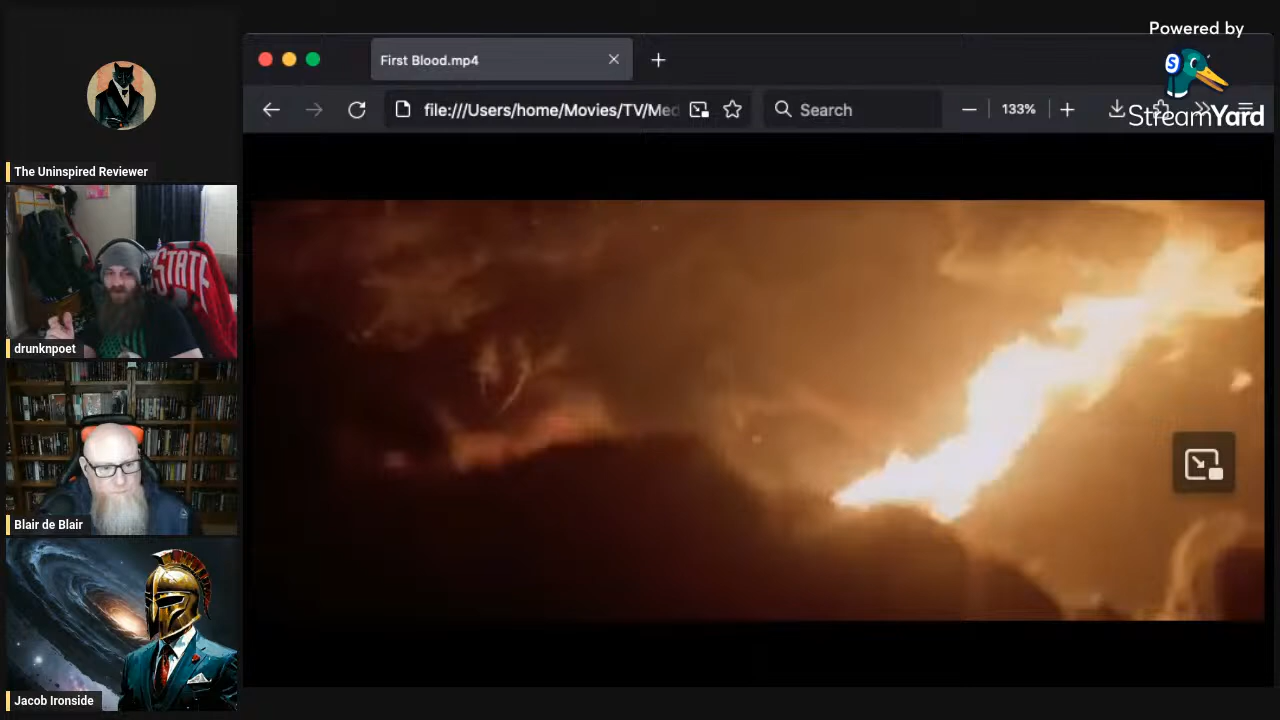 Powered by
StreamYard
First Blood.mp4
file:///Users/home/Movies/TV/Med
Search
133%
The Uninspired Reviewer
STATE
drunknpoet
Blair de Blair
Jacob Ironside